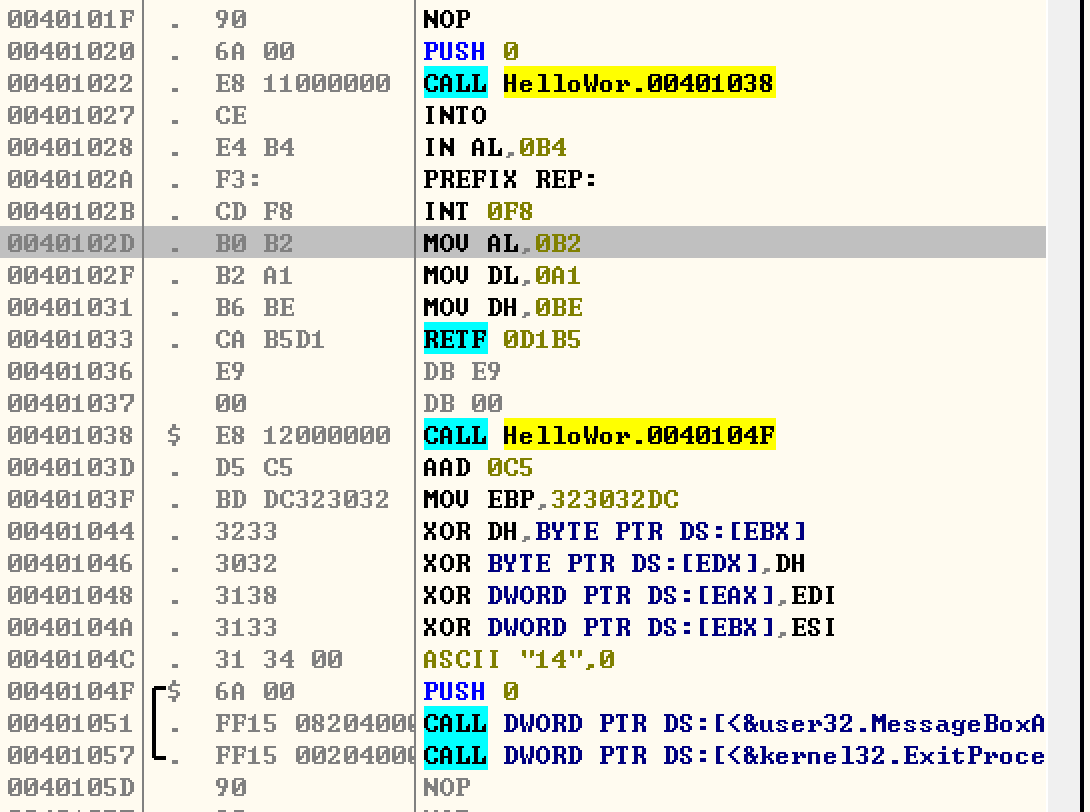 0040101F . 90 NOP
00401020 . 6A 00 PUSH 0
00401022 . E8 11000000 CALL HelloWor.00401038
00401027 . CE INTO
00401028 . E4 B4 IN AL,0B4
0040102A . F3: PREFIX REP:
0040102B . CD F8 INT 0F8
0040102D . B0 B2 MOV AL,0B2
0040102F . B2 A1 MOV DL,0A1
00401031 . B6 BE MOV DH,0BE
00401033 . CA B5D1 RETF 0D1B5
00401036 E9 DB E9
00401037 00 DB 00
00401038 $ E8 12000000 CALL HelloWor.0040104F
0040103D . D5 C5 AAD 0C5
0040103F . BD DC323032 MOV EBP,323032DC
00401044 . 3233 XOR DH,BYTE PTR DS:[EBX]
00401046 . 3032 XOR BYTE PTR DS:[EDX],DH
00401048 . 3138 XOR DWORD PTR DS:[EAX],EDI
0040104A . 3133 XOR DWORD PTR DS:[EBX],ESI
0040104C . 31 34 00 ASCII "14",0
0040104F $ 6A 00 PUSH 0
00401051 . FF15 08204000 CALL DWORD PTR DS:[<&user32.MessageBoxA
00401057 . FF15 00204000 CALL DWORD PTR DS:[<&kernel32.ExitProce
0040105D 90 NOP